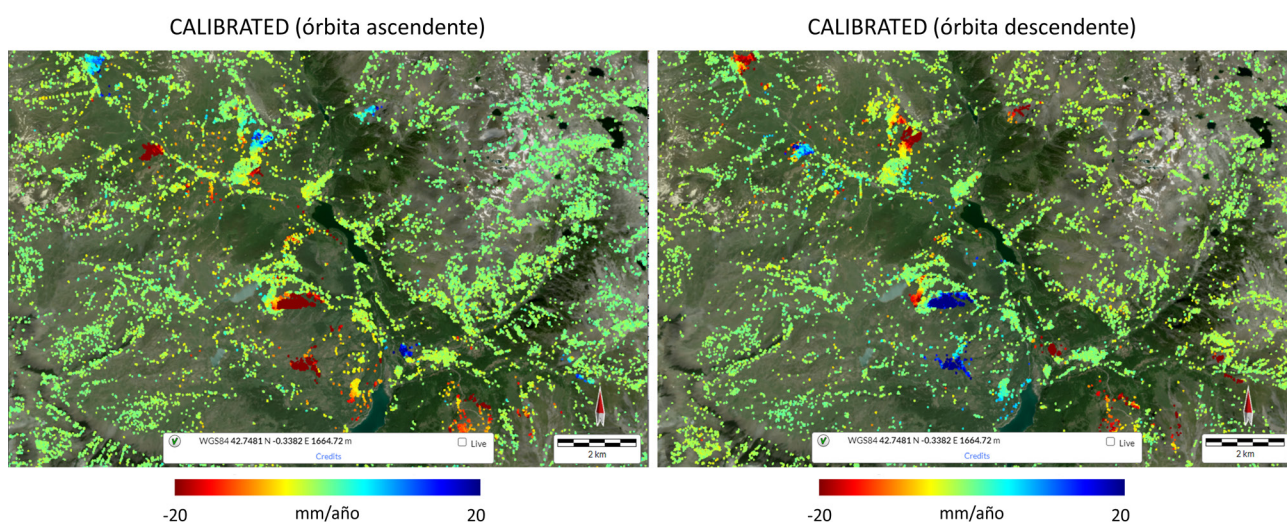 CALIBRATED (órbita ascendente)
CALIBRATED (órbita descendente)
WGS84 42.7481 N -0.3382 E 1664.72 m
Live
Credits
2 km
WGS84 42.7481 N -0.3382 E 1664.72 m
Live
Credits
2 km
-20 mm/año 20
-20 mm/año 20